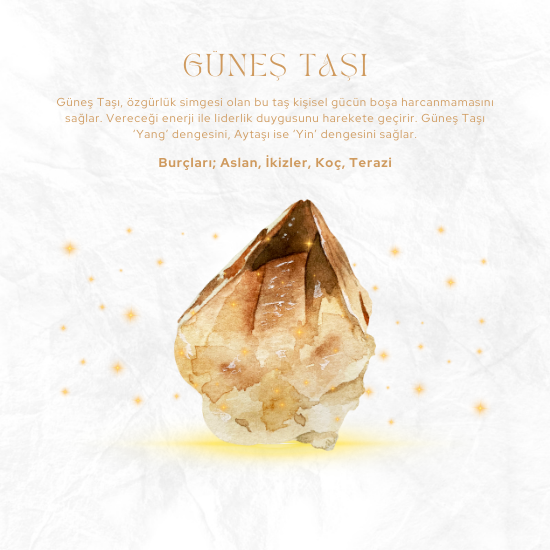 GÜNEŞ TAŞI
Güneş Taşı, özgürlük simgesi olan bu taş kişisel gücün boşa harcanmamasını
sağlar. Vereceği enerji ile liderlik duygusunu harekete geçirir. Güneş Taşı
‘Yang’ dengesini, Aytaşı ise ‘Yin’ dengesini sağlar.
Burçları; Aslan, İkizler, Koç, Terazi